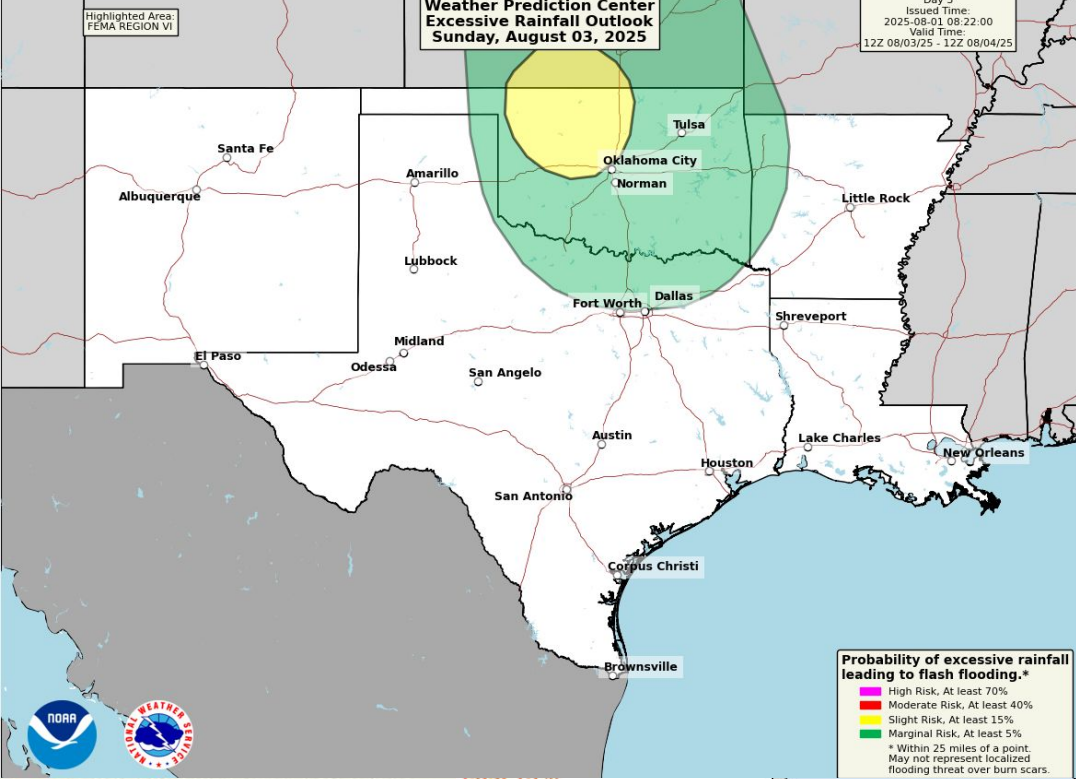 Highlighted Area:
FEMA REGION VI
Weather Prediction Center
Excessive Rainfall Outlook
Sunday, August 03, 2025
Issued Time:
2025-08-01 08:22:00
Valid Time:
12Z 08/03/25 - 12Z 08/04/25
Tulsa
Santa Fe
Oklahoma City
Amarillo
Norman
Albuquerque
Little Rock
Lubbock
Fort Worth
Dallas
Shreveport
Midland
El Paso
Odessa
San Angelo
Austin
Lake Charles
New Orleans
Houston
San Antonio
Corpus Christi
Brownsville
Probability of excessive rainfall
leading to flash flooding.*
High Risk, At least 70%
Moderate Risk, At least 40%
Slight Risk, At least 15%
Marginal Risk, At least 5%
* Within 25 miles of a point.
May not represent localized
flooding threat over burn scars.
NOAA
NATIONAL WEATHER SERVICE